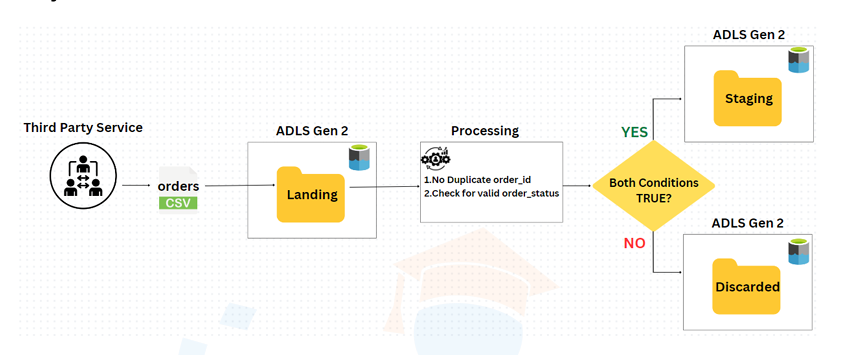 ADLS Gen 2
Staging
Third Party Service
ADLS Gen 2
Processing
YES
orders
CSV
Landing
1.No Duplicate order_id
2.Check for valid order_status
Both Conditions
TRUE?
NO
ADLS Gen 2
Discarded